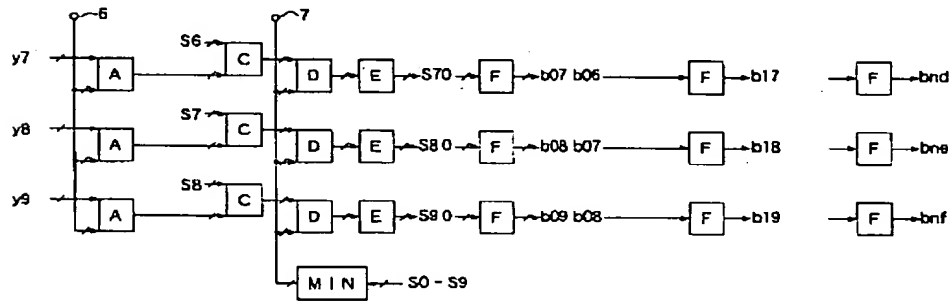 6 7
y7 A S6 C D E S70 F b07 b06 F b17 F bnd
y8 A S7 C D E S80 F b08 b07 F b18 F bne
y9 A S8 C D E S90 F b09 b08 F b19 F bnf
MIN S0 - S9